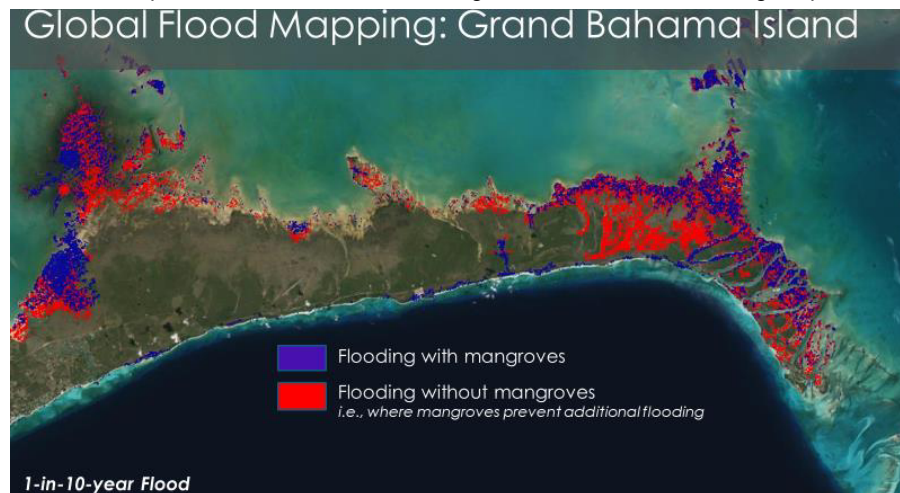 Global Flood Mapping: Grand Bahama Island
Flooding with mangroves
Flooding without mangroves
i.e., where mangroves prevent additional flooding
1-in-10-year Flood